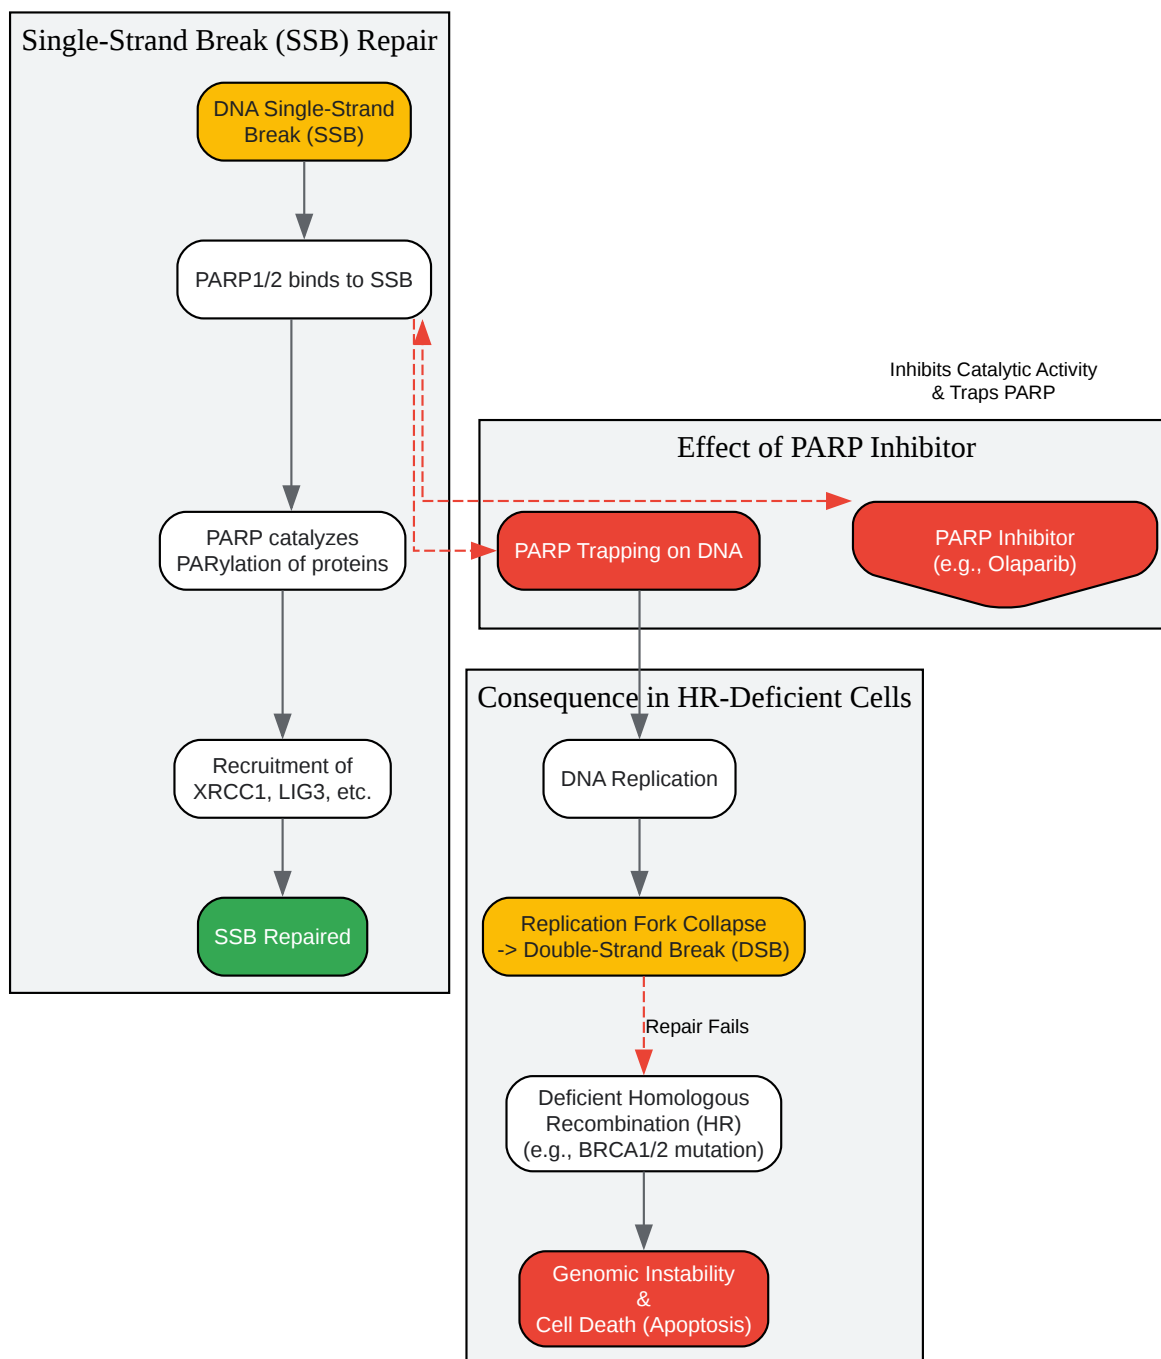 Single-Strand Break (SSB) Repair
DNA Single-Strand
Break (SSB)
PARP1/2 binds to SSB
PARP catalyzes
PARylation of proteins
Recruitment of
XRCC1, LIG3, etc.
SSB Repaired
Inhibits Catalytic Activity
& Traps PARP
Effect of PARP Inhibitor
PARP Trapping on DNA
PARP Inhibitor
(e.g., Olaparib)
Consequence in HR-Deficient Cells
DNA Replication
Replication Fork Collapse
-> Double-Strand Break (DSB)
Repair Fails
Deficient Homologous
Recombination (HR)
(e.g., BRCA1/2 mutation)
Genomic Instability
&
Cell Death (Apoptosis)